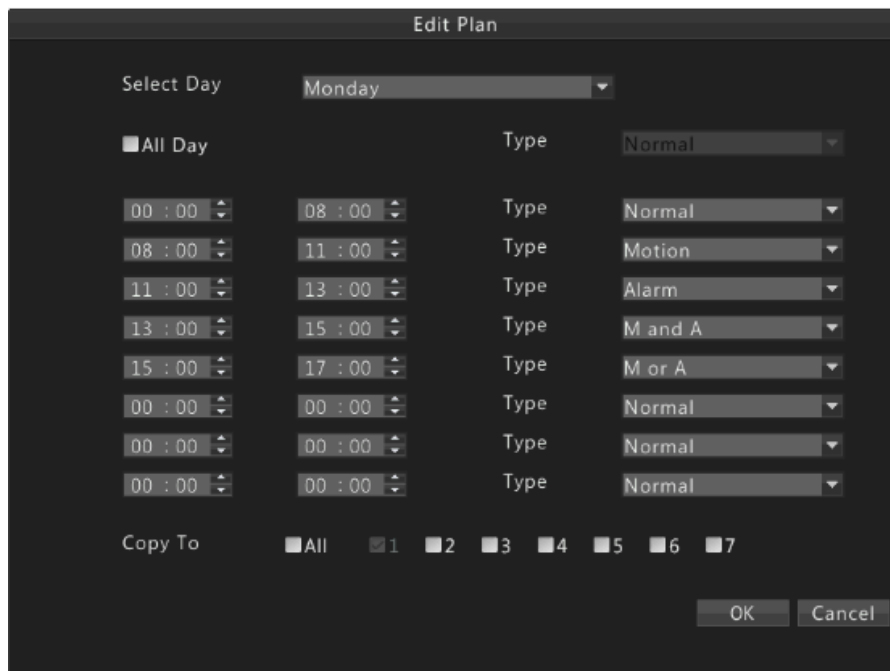 Edit Plan
Select Day Monday
All Day Type Normal
00 : 00 08 : 00 Type Normal
08 : 00 11 : 00 Type Motion
11 : 00 13 : 00 Type Alarm
13 : 00 15 : 00 Type M and A
15 : 00 17 : 00 Type M or A
00 : 00 00 : 00 Type Normal
00 : 00 00 : 00 Type Normal
00 : 00 00 : 00 Type Normal
Copy To All 1 2 3 4 5 6 7
OK Cancel